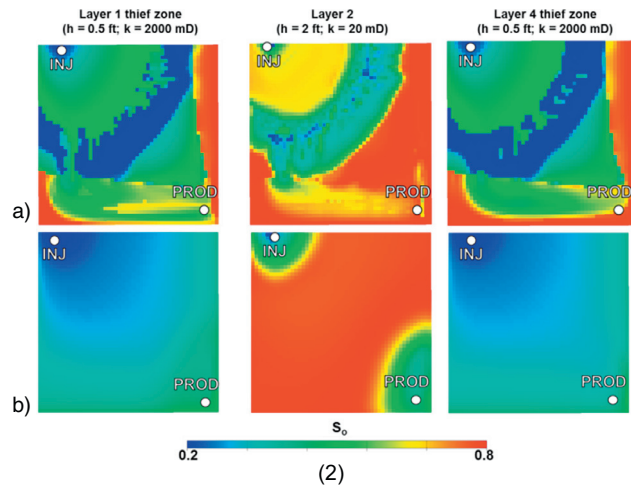 Layer 1 thief zone
(h = 0.5 ft; k = 2000 mD)
Layer 2
(h = 2 ft; k = 20 mD)
Layer 4 thief zone
(h = 0.5 ft; k = 2000 mD)
INJ
INJ
INJ
PROD
PROD
PROD
a)
INJ
INJ
INJ
PROD
PROD
PROD
b)
So
0.2
0.8
(2)